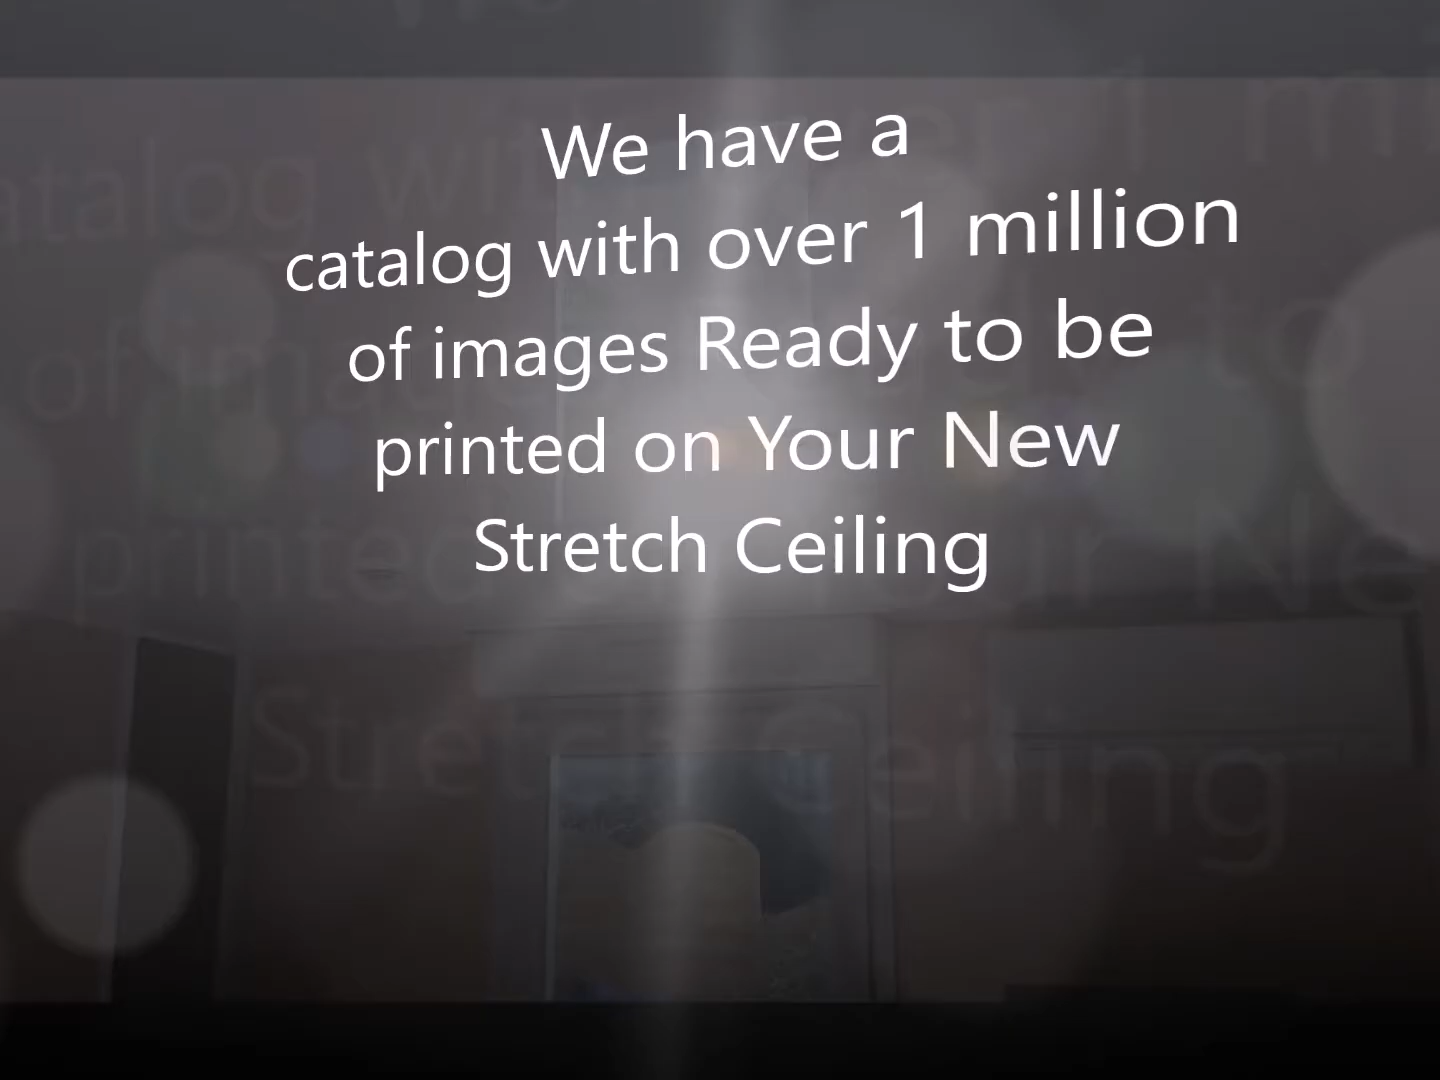 We have a
catalog with over 1 million
of images Ready to be
printed on Your New
Stretch Ceiling